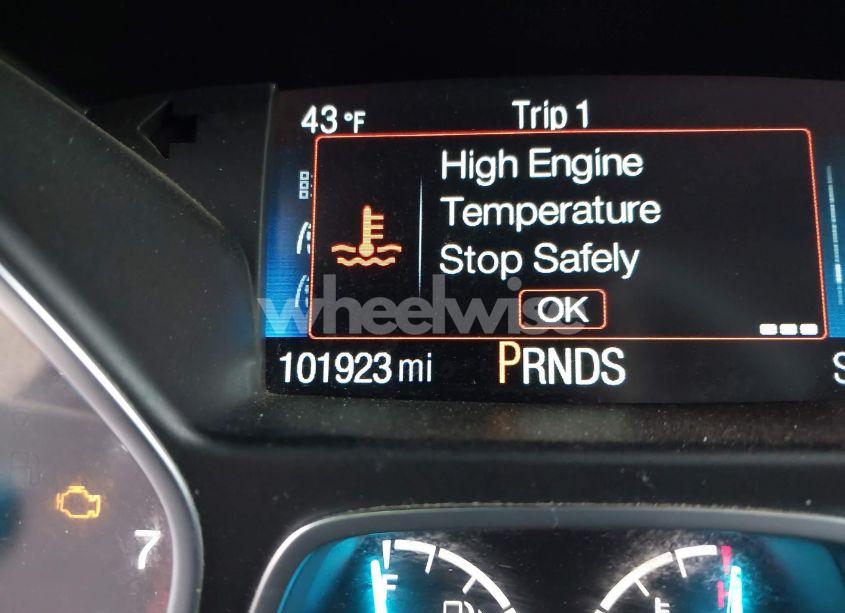 43°F
Trip 1
High Engine
Temperature
Stop Safely
OK
wheelwise
101923 mi
PRNDS
S
7
F
H